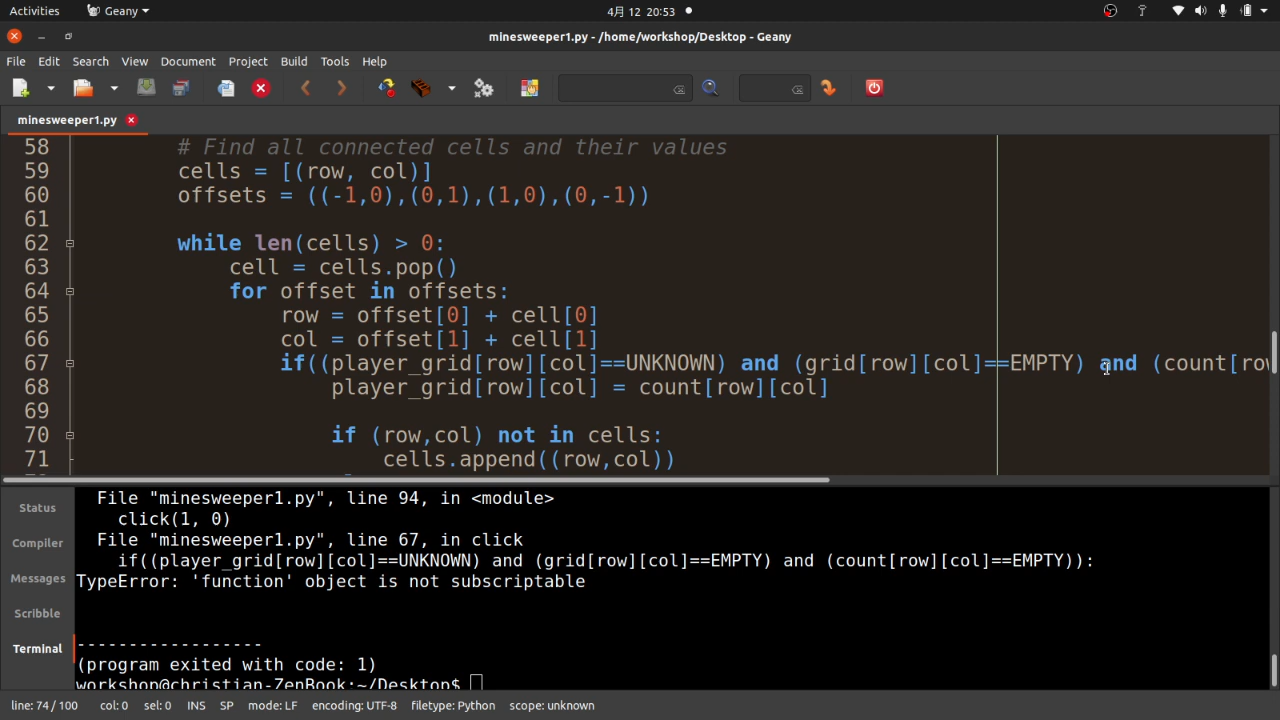 Activities Geany 4月 12 20:53
minesweeper1.py - /home/workshop/Desktop - Geany
File Edit Search View Document Project Build Tools Help
minesweeper1.py
58 # Find all connected cells and their values
59 cells = [(row, col)]
60 offsets = ((-1,0),(0,1),(1,0),(0,-1))
61
62 while len(cells) > 0:
63 cell = cells.pop()
64 for offset in offsets:
65 row = offset[0] + cell[0]
66 col = offset[1] + cell[1]
67 if((player_grid[row][col]==UNKNOWN) and (grid[row][col]==EMPTY) and (count[row
68 player_grid[row][col] = count[row][col]
69
70 if (row,col) not in cells:
71 cells.append((row,col))
Status
Compiler
Messages
Scribble
Terminal
File "minesweeper1.py", line 94, in <module>
click(1, 0)
File "minesweeper1.py", line 67, in click
if((player_grid[row][col]==UNKNOWN) and (grid[row][col]==EMPTY) and (count[row][col]==EMPTY)):
TypeError: 'function' object is not subscriptable
------------------
(program exited with code: 1)
workshop@christian-ZenBook:~/Desktop$
line: 74 / 100 col: 0 sel: 0 INS SP mode: LF encoding: UTF-8 filetype: Python scope: unknown